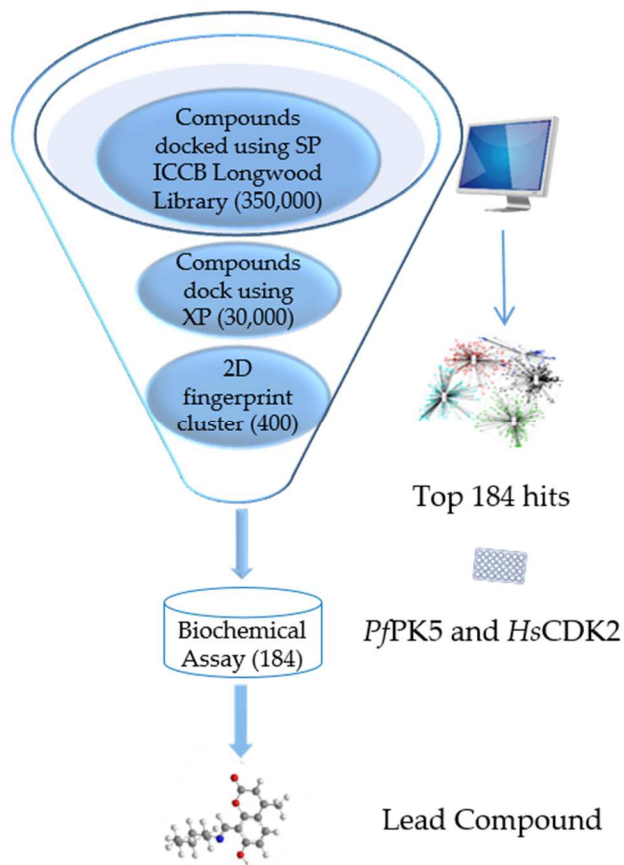 Compounds
docked using SP
ICCB Longwood
Library (350,000)
Compounds
dock using
XP (30,000)
2D
fingerprint
cluster (400)
Top 184 hits
Biochemical
Assay (184)
PfPK5 and HsCDK2
Lead Compound